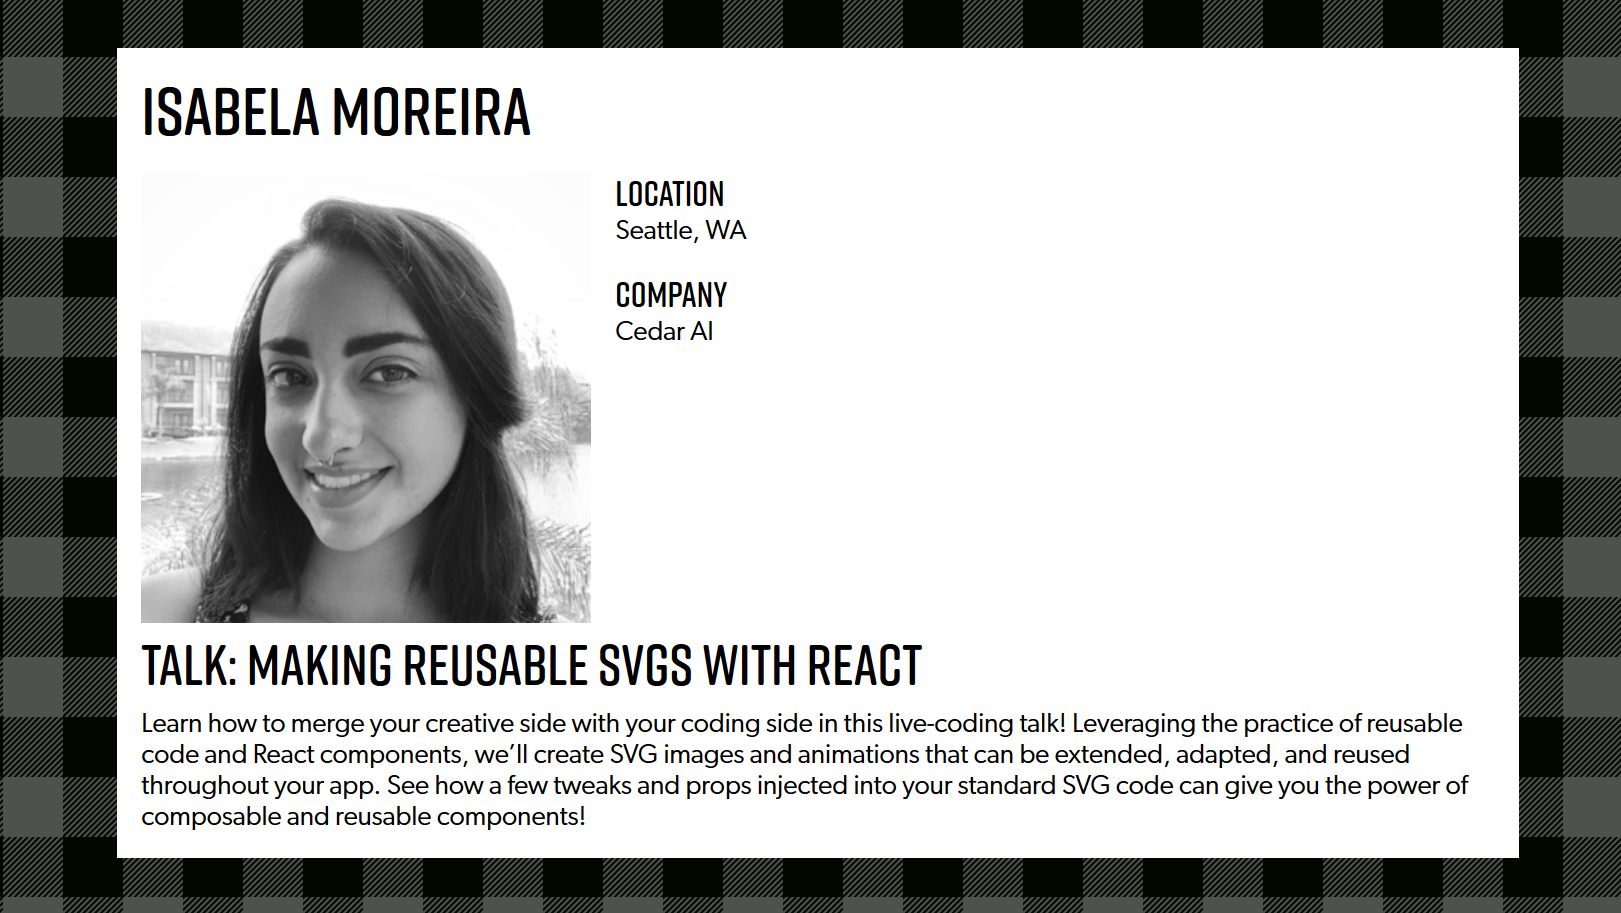 ISABELA MOREIRA
LOCATION
Seattle, WA
COMPANY
Cedar AI
TALK: MAKING REUSABLE SVGS WITH REACT
Learn how to merge your creative side with your coding side in this live-coding talk! Leveraging the practice of reusable
code and React components, we’ll create SVG images and animations that can be extended, adapted, and reused
throughout your app. See how a few tweaks and props injected into your standard SVG code can give you the power of
composable and reusable components!